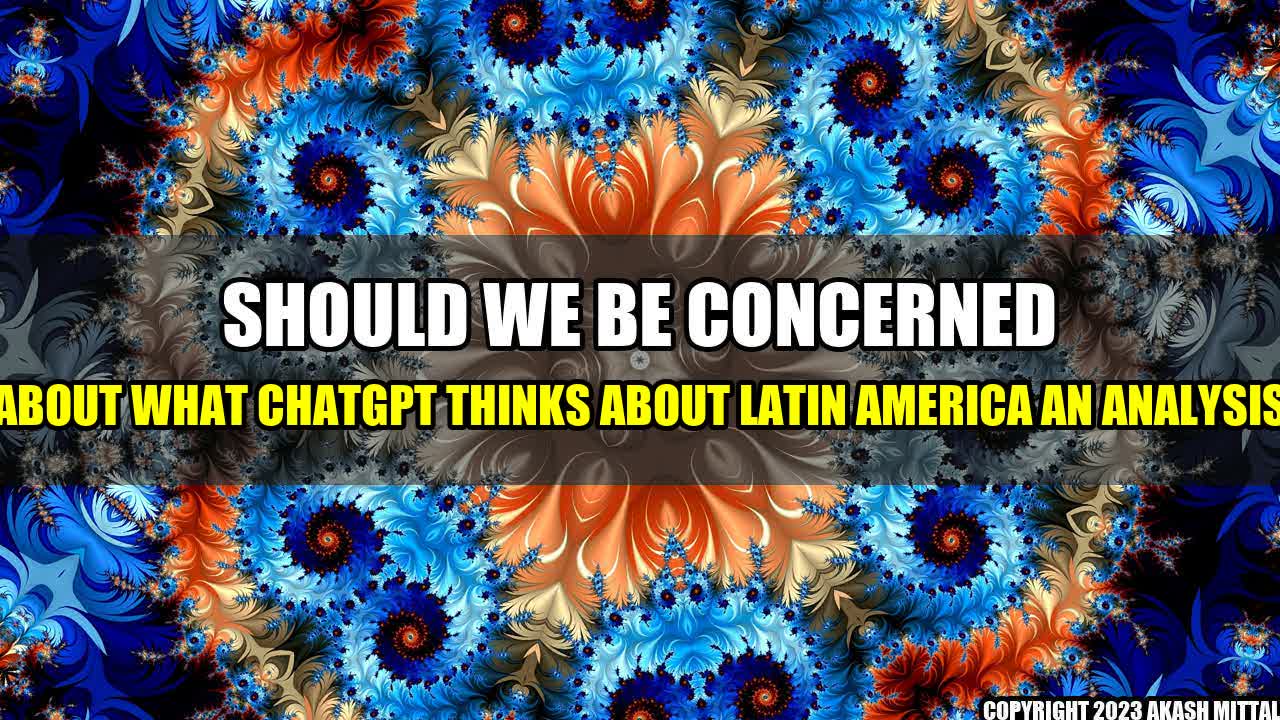 SHOULD WE BE CONCERNED
ABOUT WHAT CHATGPT THINKS ABOUT LATIN AMERICA AN ANALYSIS
COPYRIGHT 2023 AKASH MITTAL